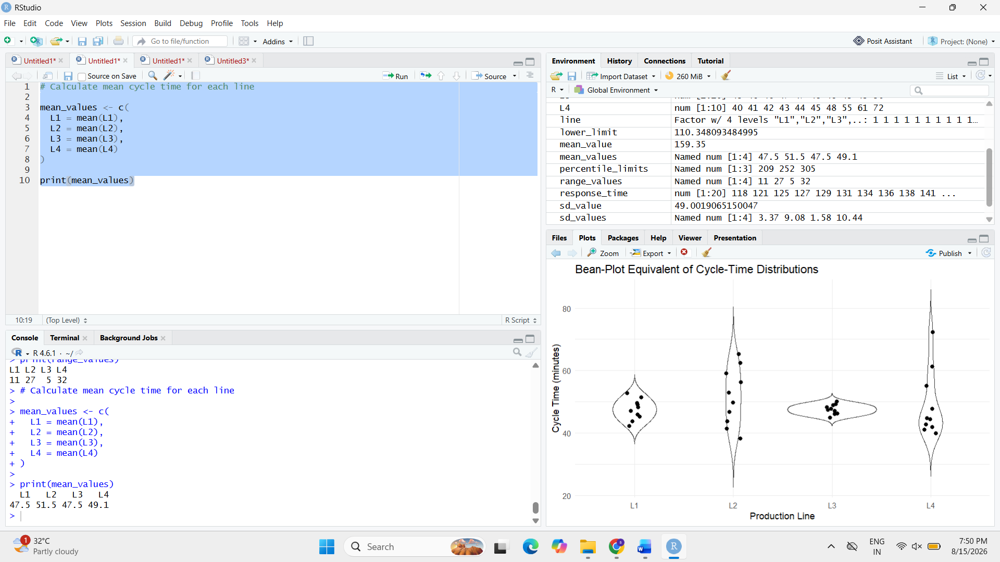 RStudio
File Edit Code View Plots Session Build Debug Profile Tools Help
Go to file/function Addins Posit Assistant Project: (None)
Untitled1* Untitled1* Untitled1* Untitled3*
Source on Save Run Source
1 # Calculate mean cycle time for each line
2
3 mean_values <- c(
4 L1 = mean(L1),
5 L2 = mean(L2),
6 L3 = mean(L3),
7 L4 = mean(L4)
8 )
9
10 print(mean_values)
10:19 (Top Level) R Script
Console Terminal Background Jobs
R 4.6.1 · ~/
> print(range_values)
L1 L2 L3 L4
11 27 5 32
> # Calculate mean cycle time for each line
>
> mean_values <- c(
+ L1 = mean(L1),
+ L2 = mean(L2),
+ L3 = mean(L3),
+ L4 = mean(L4)
+ )
>
> print(mean_values)
L1 L2 L3 L4
47.5 51.5 47.5 49.1
>
Environment History Connections Tutorial
Import Dataset 260 MiB List
R Global Environment
L4 num [1:10] 40 41 42 43 44 45 48 55 61 72
line Factor w/ 4 levels "L1","L2","L3",..: 1 1 1 1 1 1 1 1 1 1…
lower_limit 110.348093484995
mean_value 159.35
mean_values Named num [1:4] 47.5 51.5 47.5 49.1
percentile_limits Named num [1:3] 209 252 305
range_values Named num [1:4] 11 27 5 32
response_time num [1:20] 118 121 125 127 129 131 134 136 138 141 ...
sd_value 49.0019065150047
sd_values Named num [1:4] 3.37 9.08 1.58 10.44
Files Plots Packages Help Viewer Presentation
Zoom Export Publish
Bean-Plot Equivalent of Cycle-Time Distributions
Cycle Time (minutes)
80
60
40
20
L1 L2 L3 L4
Production Line
1
32°C
Partly cloudy
Search
ENG
IN
7:50 PM
8/15/2026